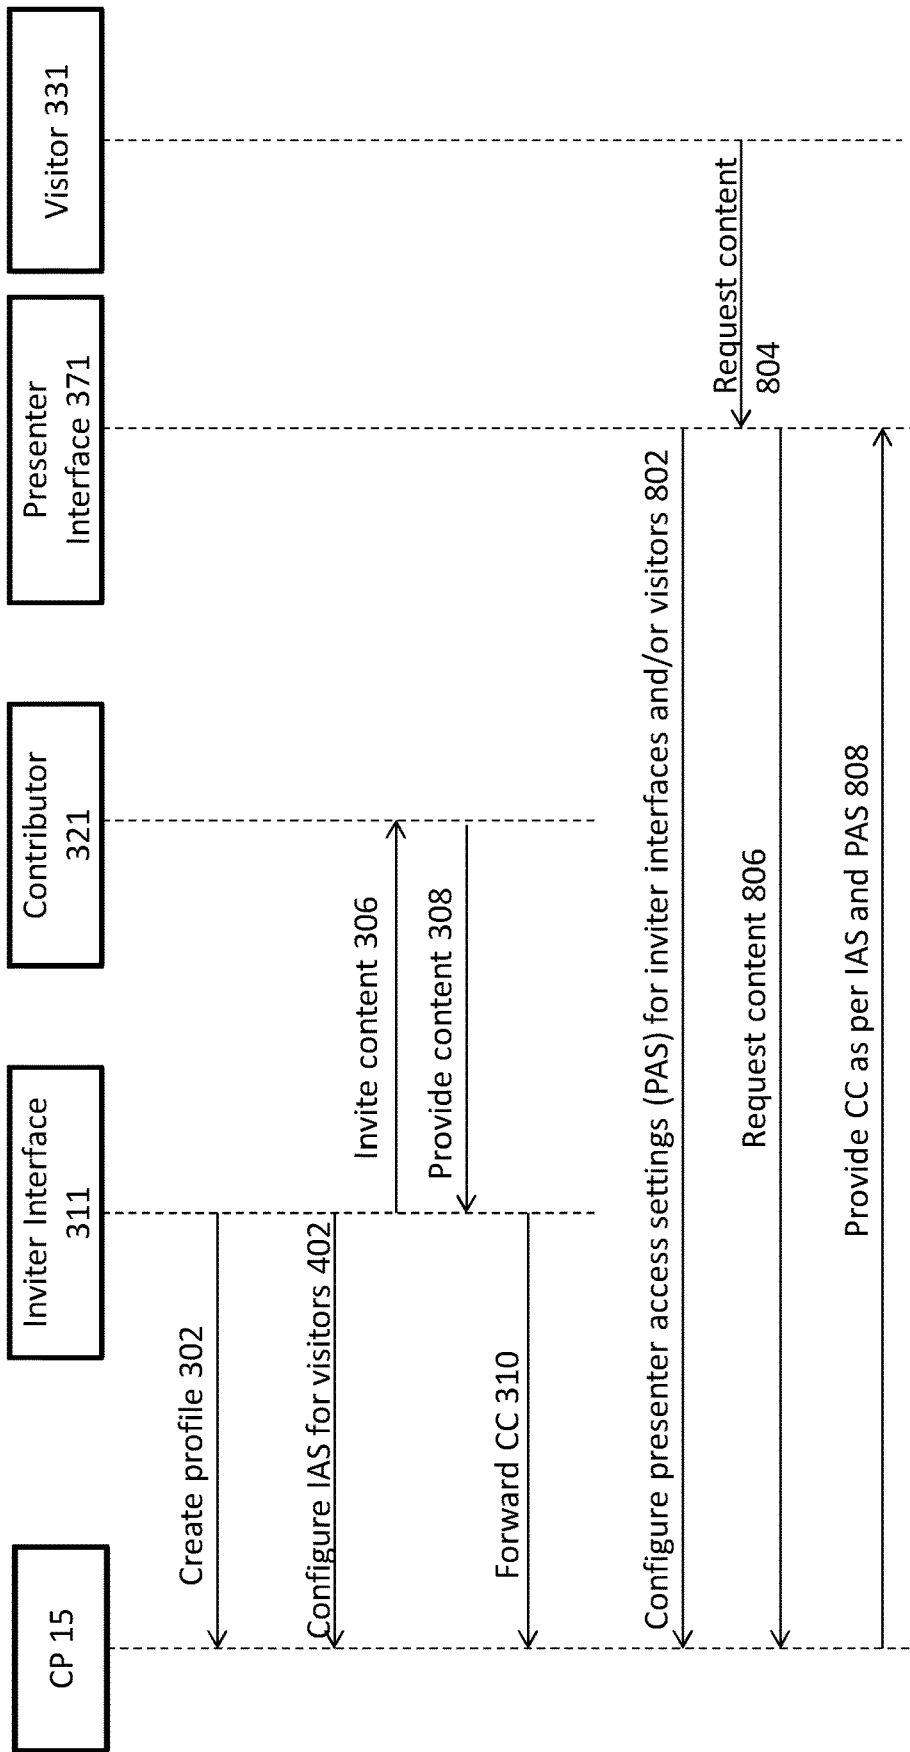 CP 15
Inviter Interface
311
Contributor
321
Presenter
Interface 371
Visitor 331
Create profile 302
Configure IAS for visitors 402
Invite content 306
Provide content 308
Forward CC 310
Configure presenter access settings (PAS) for inviter interfaces and/or visitors 802
Request content
804
Request content 806
Provide CC as per IAS and PAS 808